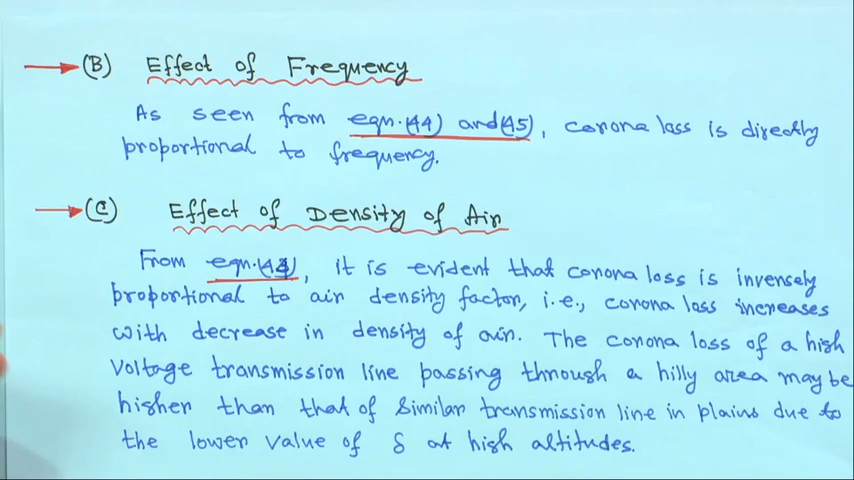 (B) Effect of Frequency
As seen from eqn.(44) and (45), corona loss is directly
proportional to frequency.
(C) Effect of Density of Air
From eqn.(44), it is evident that corona loss is inversely
proportional to air density factor, i.e., corona loss increases
with decrease in density of air. The corona loss of a high
voltage transmission line passing through a hilly area may be
higher than that of similar transmission line in plains due to
the lower value of δ at high altitudes.